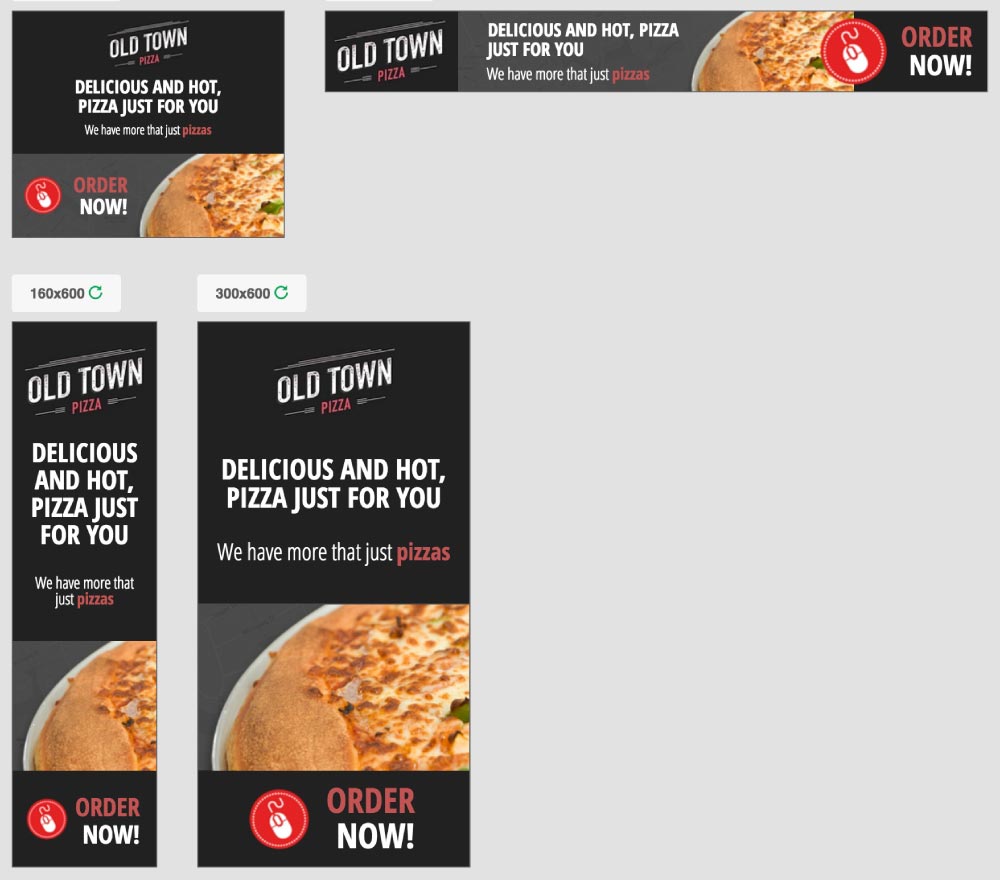 OLD TOWN
PIZZA
DELICIOUS AND HOT,
PIZZA JUST FOR YOU
We have more that just pizzas
ORDER
NOW!
OLD TOWN
PIZZA
DELICIOUS AND HOT, PIZZA
JUST FOR YOU
We have more that just pizzas
ORDER
NOW!
160x600
OLD TOWN
PIZZA
DELICIOUS
AND HOT,
PIZZA JUST
FOR YOU
We have more that
just pizzas
ORDER
NOW!
300x600
OLD TOWN
PIZZA
DELICIOUS AND HOT,
PIZZA JUST FOR YOU
We have more that just pizzas
ORDER
NOW!